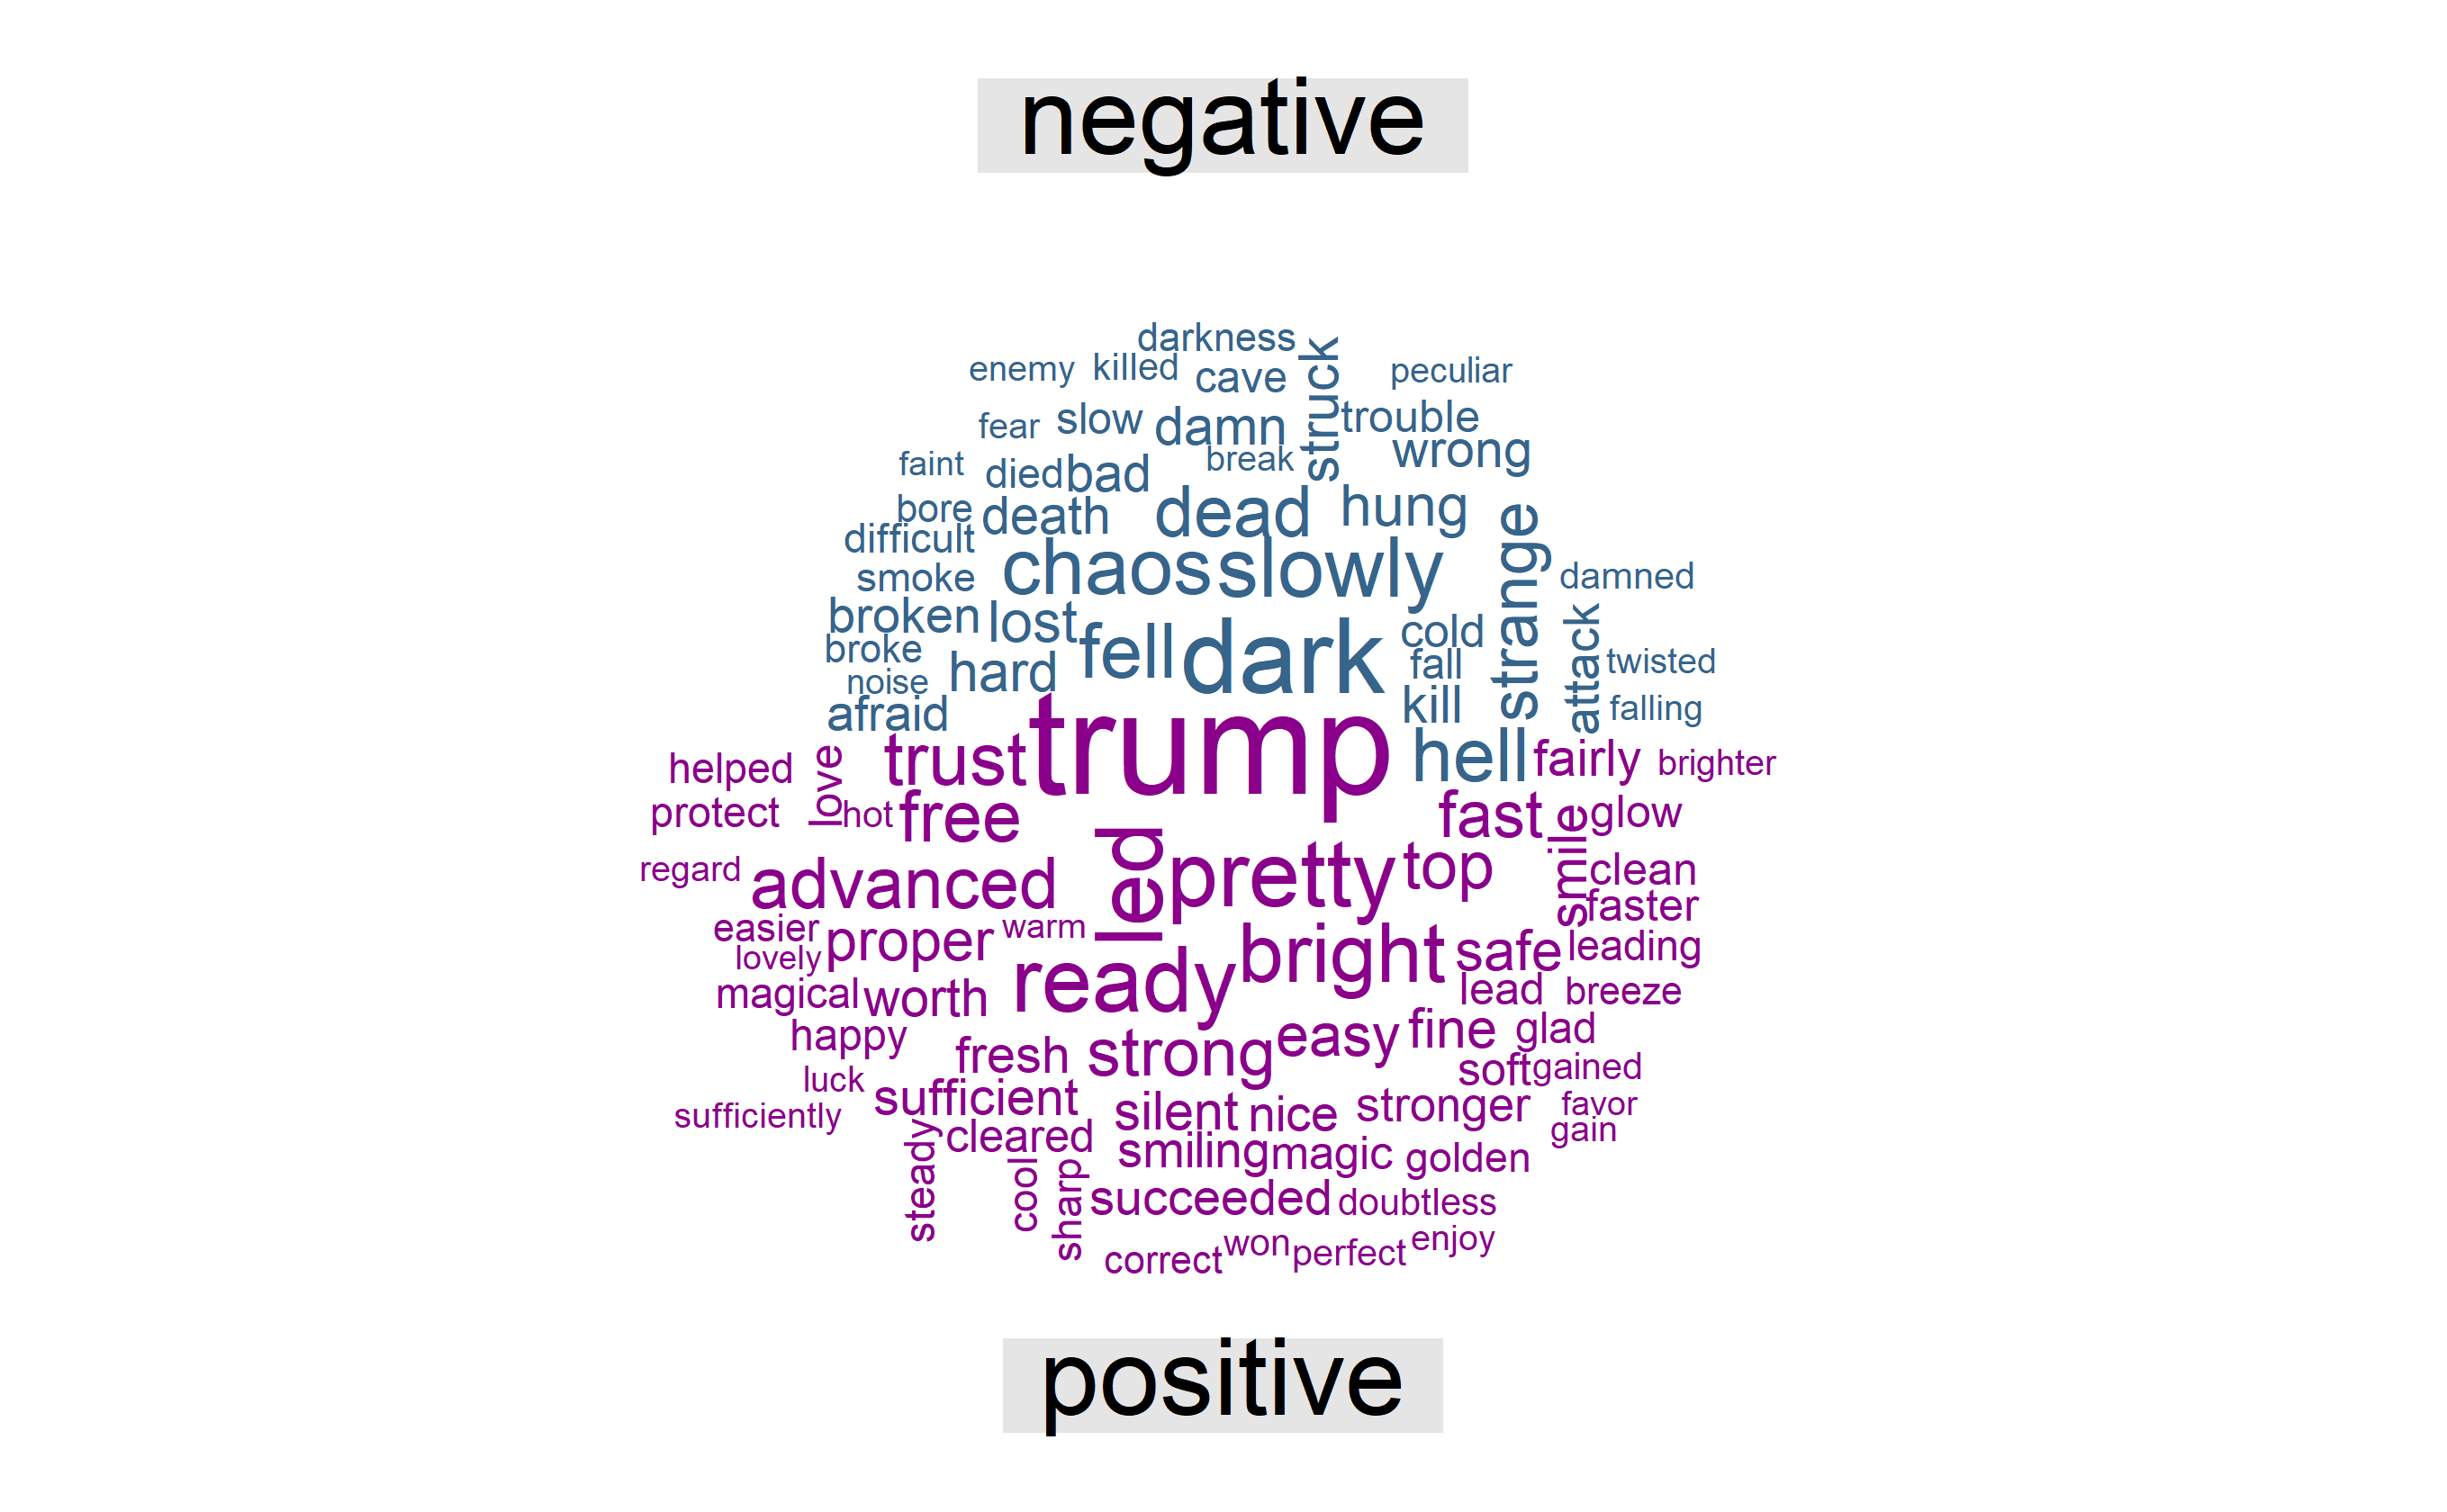 negative
darkness
enemy killed cave struck peculiar
fear slow damn trouble
faint died bad break wrong
bore death dead hung
difficult chaos slowly strange
smoke damned
broken lost fell dark cold attack
broke hard fall twisted
noise kill falling
afraid trump
helped love trust hell fairly brighter
protect hot free fast smile glow
regard advanced led pretty top clean
faster
easier proper warm bright safe leading
lovely
magical worth ready lead breeze
happy fresh strong easy fine glad
luck soft gained
sufficiently sufficient silent nice stronger favor
steady cleared smiling magic golden gain
cool sharp succeeded doubtless
correct won perfect enjoy
positive